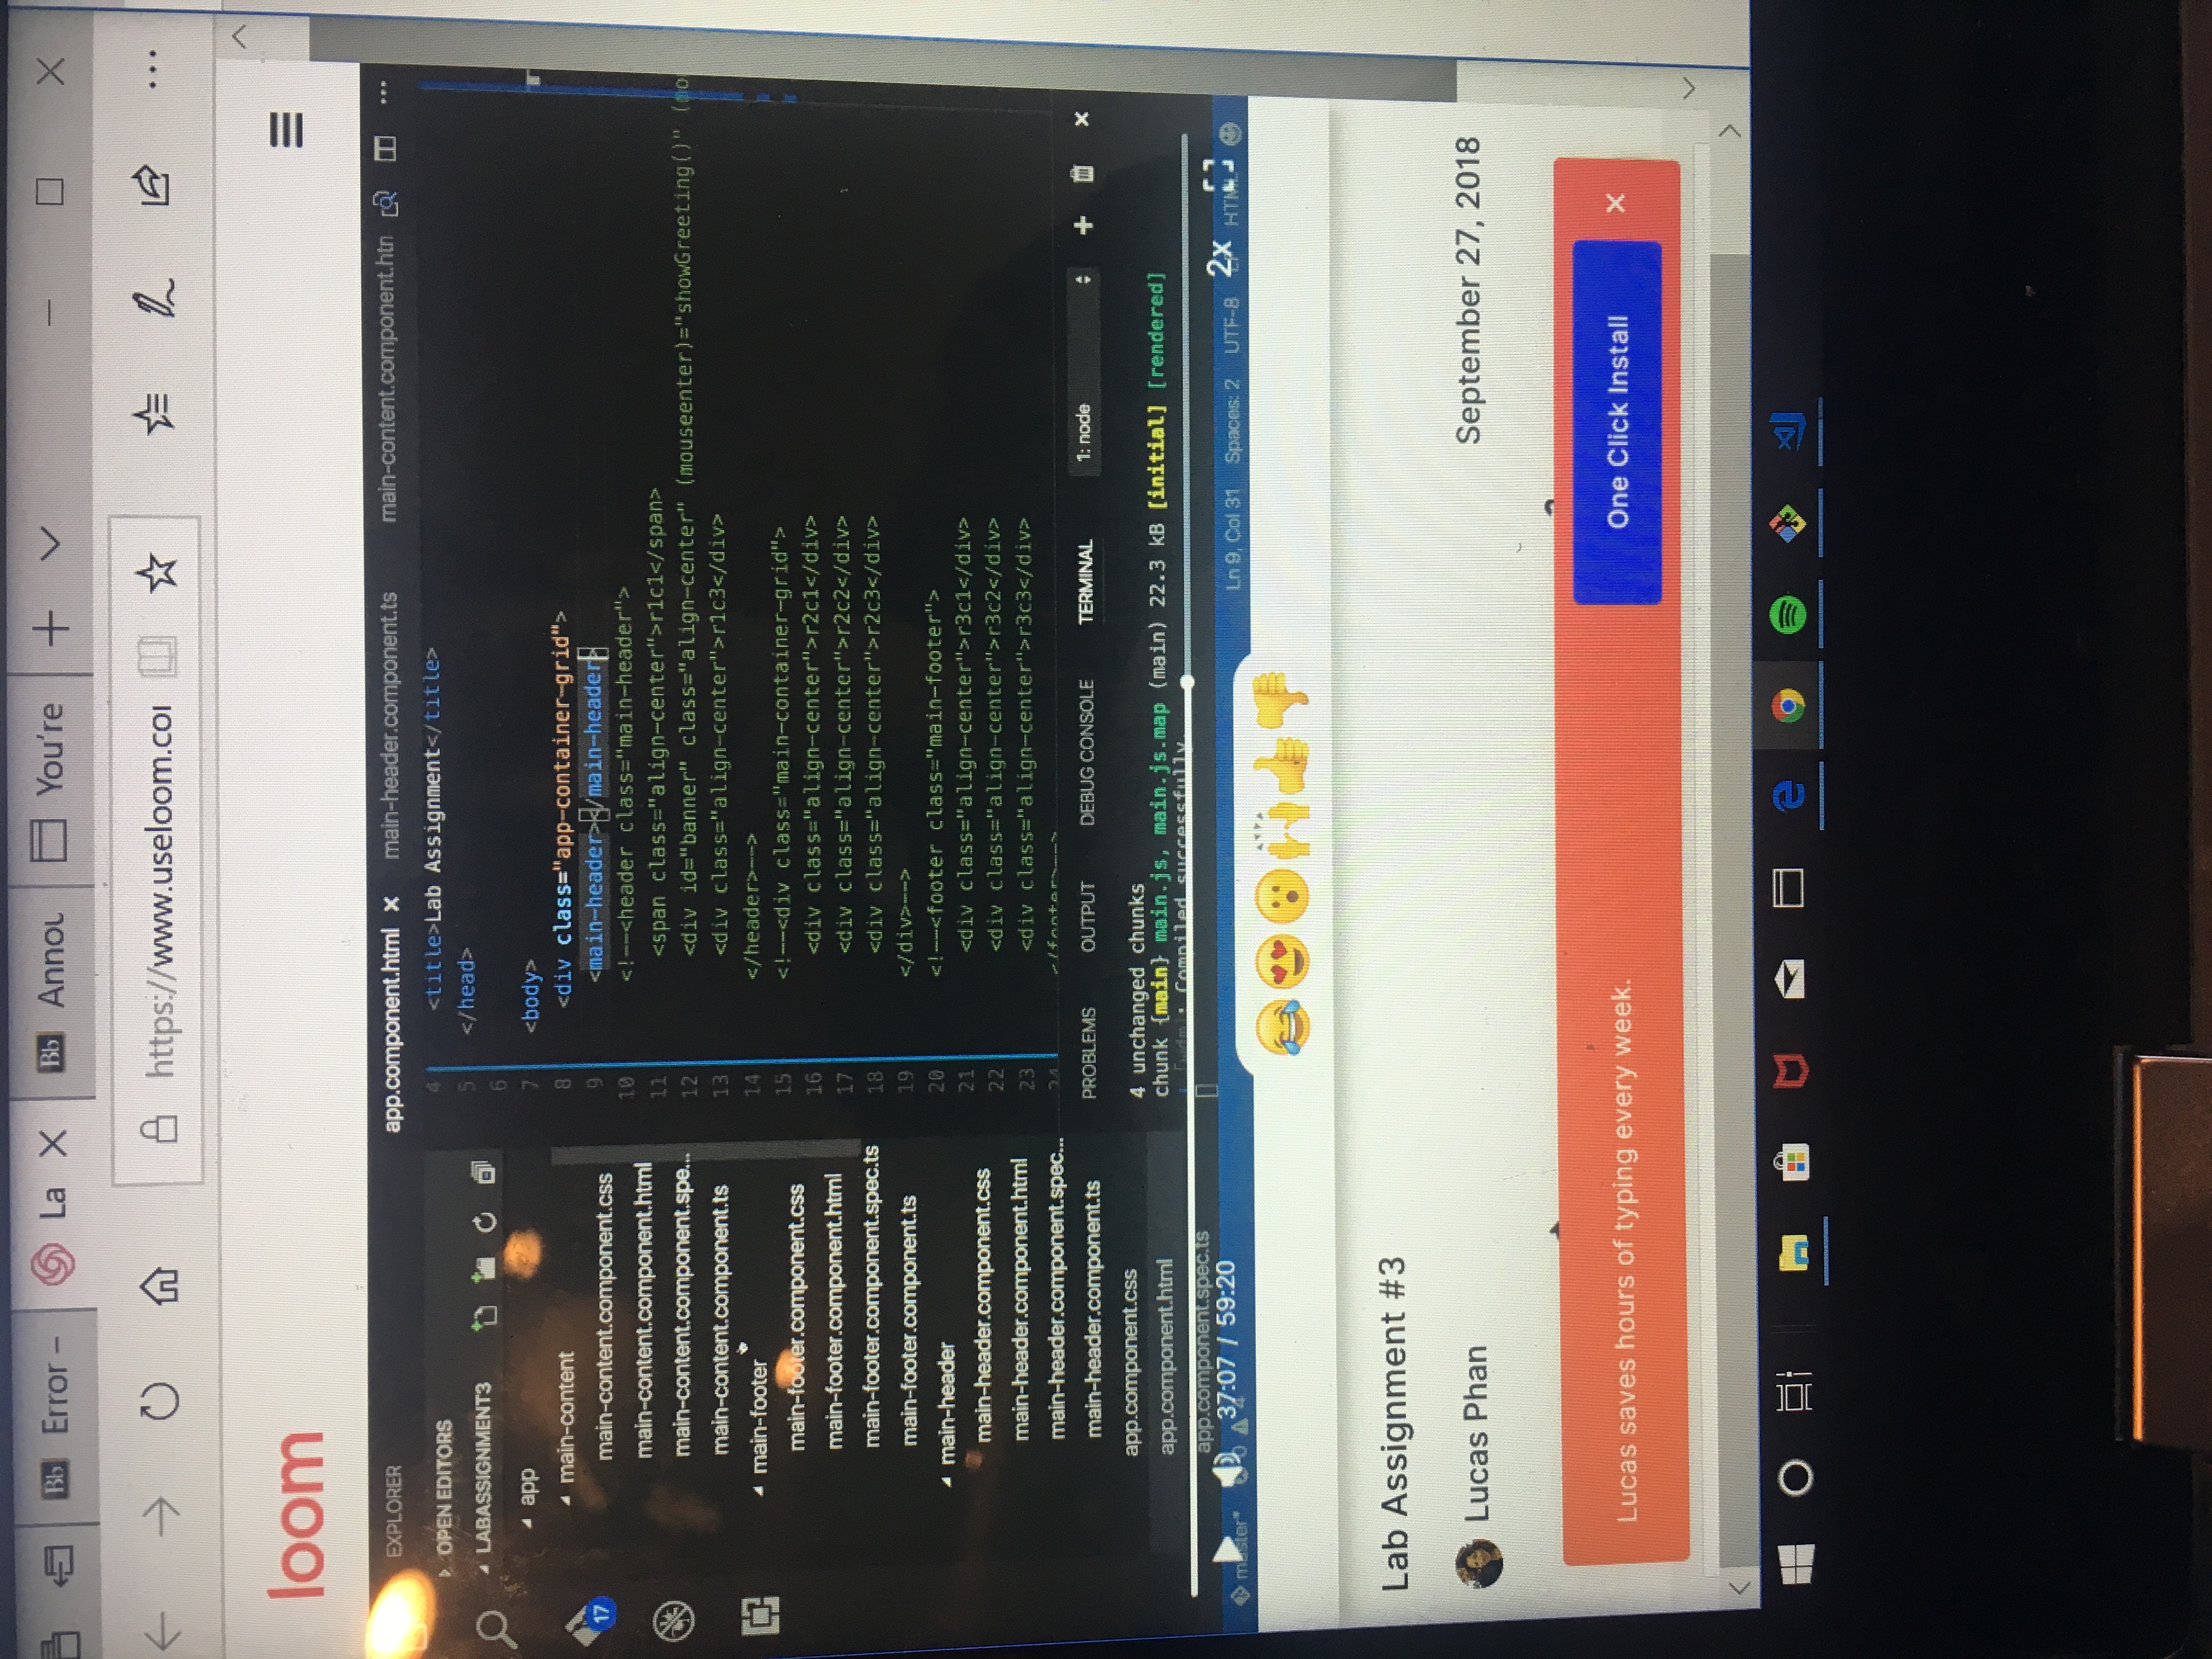 Bb Error – La Bb Annou You're
https://www.useloom.co
loom
EXPLORER
OPEN EDITORS
LABASSIGNMENT3
app
main-content
main-content.component.css
main-content.component.html
main-content.component.spe...
main-content.component.ts
main-footer
main-footer.component.css
main-footer.component.html
main-footer.component.spec.ts
main-footer.component.ts
main-header
main-header.component.css
main-header.component.html
main-header.component.spec...
main-header.component.ts
app.component.css
app.component.html
app.component.spec.ts
17
app.component.html main-header.component.ts main-content.component.htm
4 <title>Lab Assignment</title>
5 </head>
6
7 <body>
8 <div class="app-container-grid">
9 <main-header></main-header>
10 <!--<header class="main-header">
11 <span class="align-center">r1c1</span>
12 <div id="banner" class="align-center" (mouseenter)="showGreeting()" (mo
13 <div class="align-center">r1c3</div>
14 </header>-->
15 <!--<div class="main-container-grid">
16 <div class="align-center">r2c1</div>
17 <div class="align-center">r2c2</div>
18 <div class="align-center">r2c3</div>
19 </div>-->
20 <!--<footer class="main-footer">
21 <div class="align-center">r3c1</div>
22 <div class="align-center">r3c2</div>
23 <div class="align-center">r3c3</div>
24 </footer>-->
PROBLEMS OUTPUT DEBUG CONSOLE TERMINAL 1: node
4 unchanged chunks
chunk {main} main.js, main.js.map (main) 22.3 kB [initial] [rendered]
: Compiled successfully.
master* 0 37:07 / 59:20 Ln 9, Col 31 Spaces: 2 UTF-8 2x HTML
Lab Assignment #3
Lucas Phan September 27, 2018
Lucas saves hours of typing every week. One Click Install